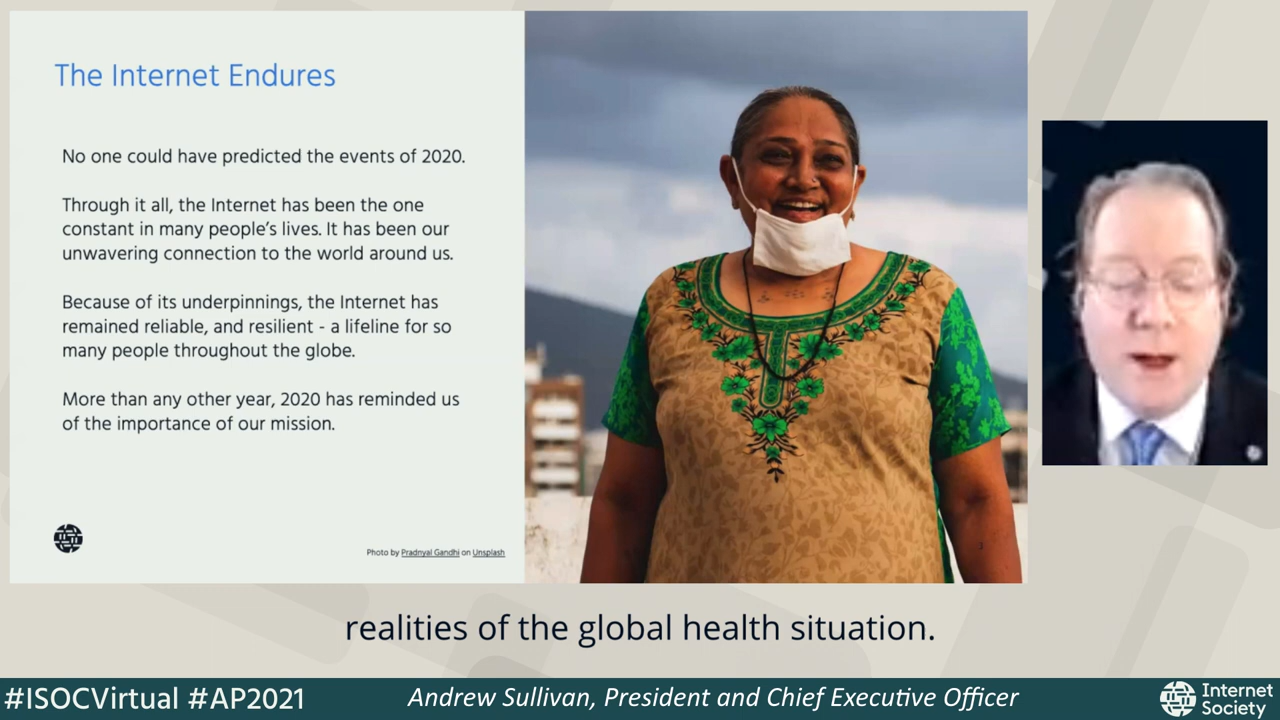 The Internet Endures
No one could have predicted the events of 2020.
Through it all, the Internet has been the one
constant in many people's lives. It has been our
unwavering connection to the world around us.
Because of its underpinnings, the Internet has
remained reliable, and resilient - a lifeline for so
many people throughout the globe.
More than any other year, 2020 has reminded us
of the importance of our mission.
Photo by Pradnyal Gandhi on Unsplash
realities of the global health situation.
#ISOCVirtual #AP2021
Andrew Sullivan, President and Chief Executive Officer
Internet
Society